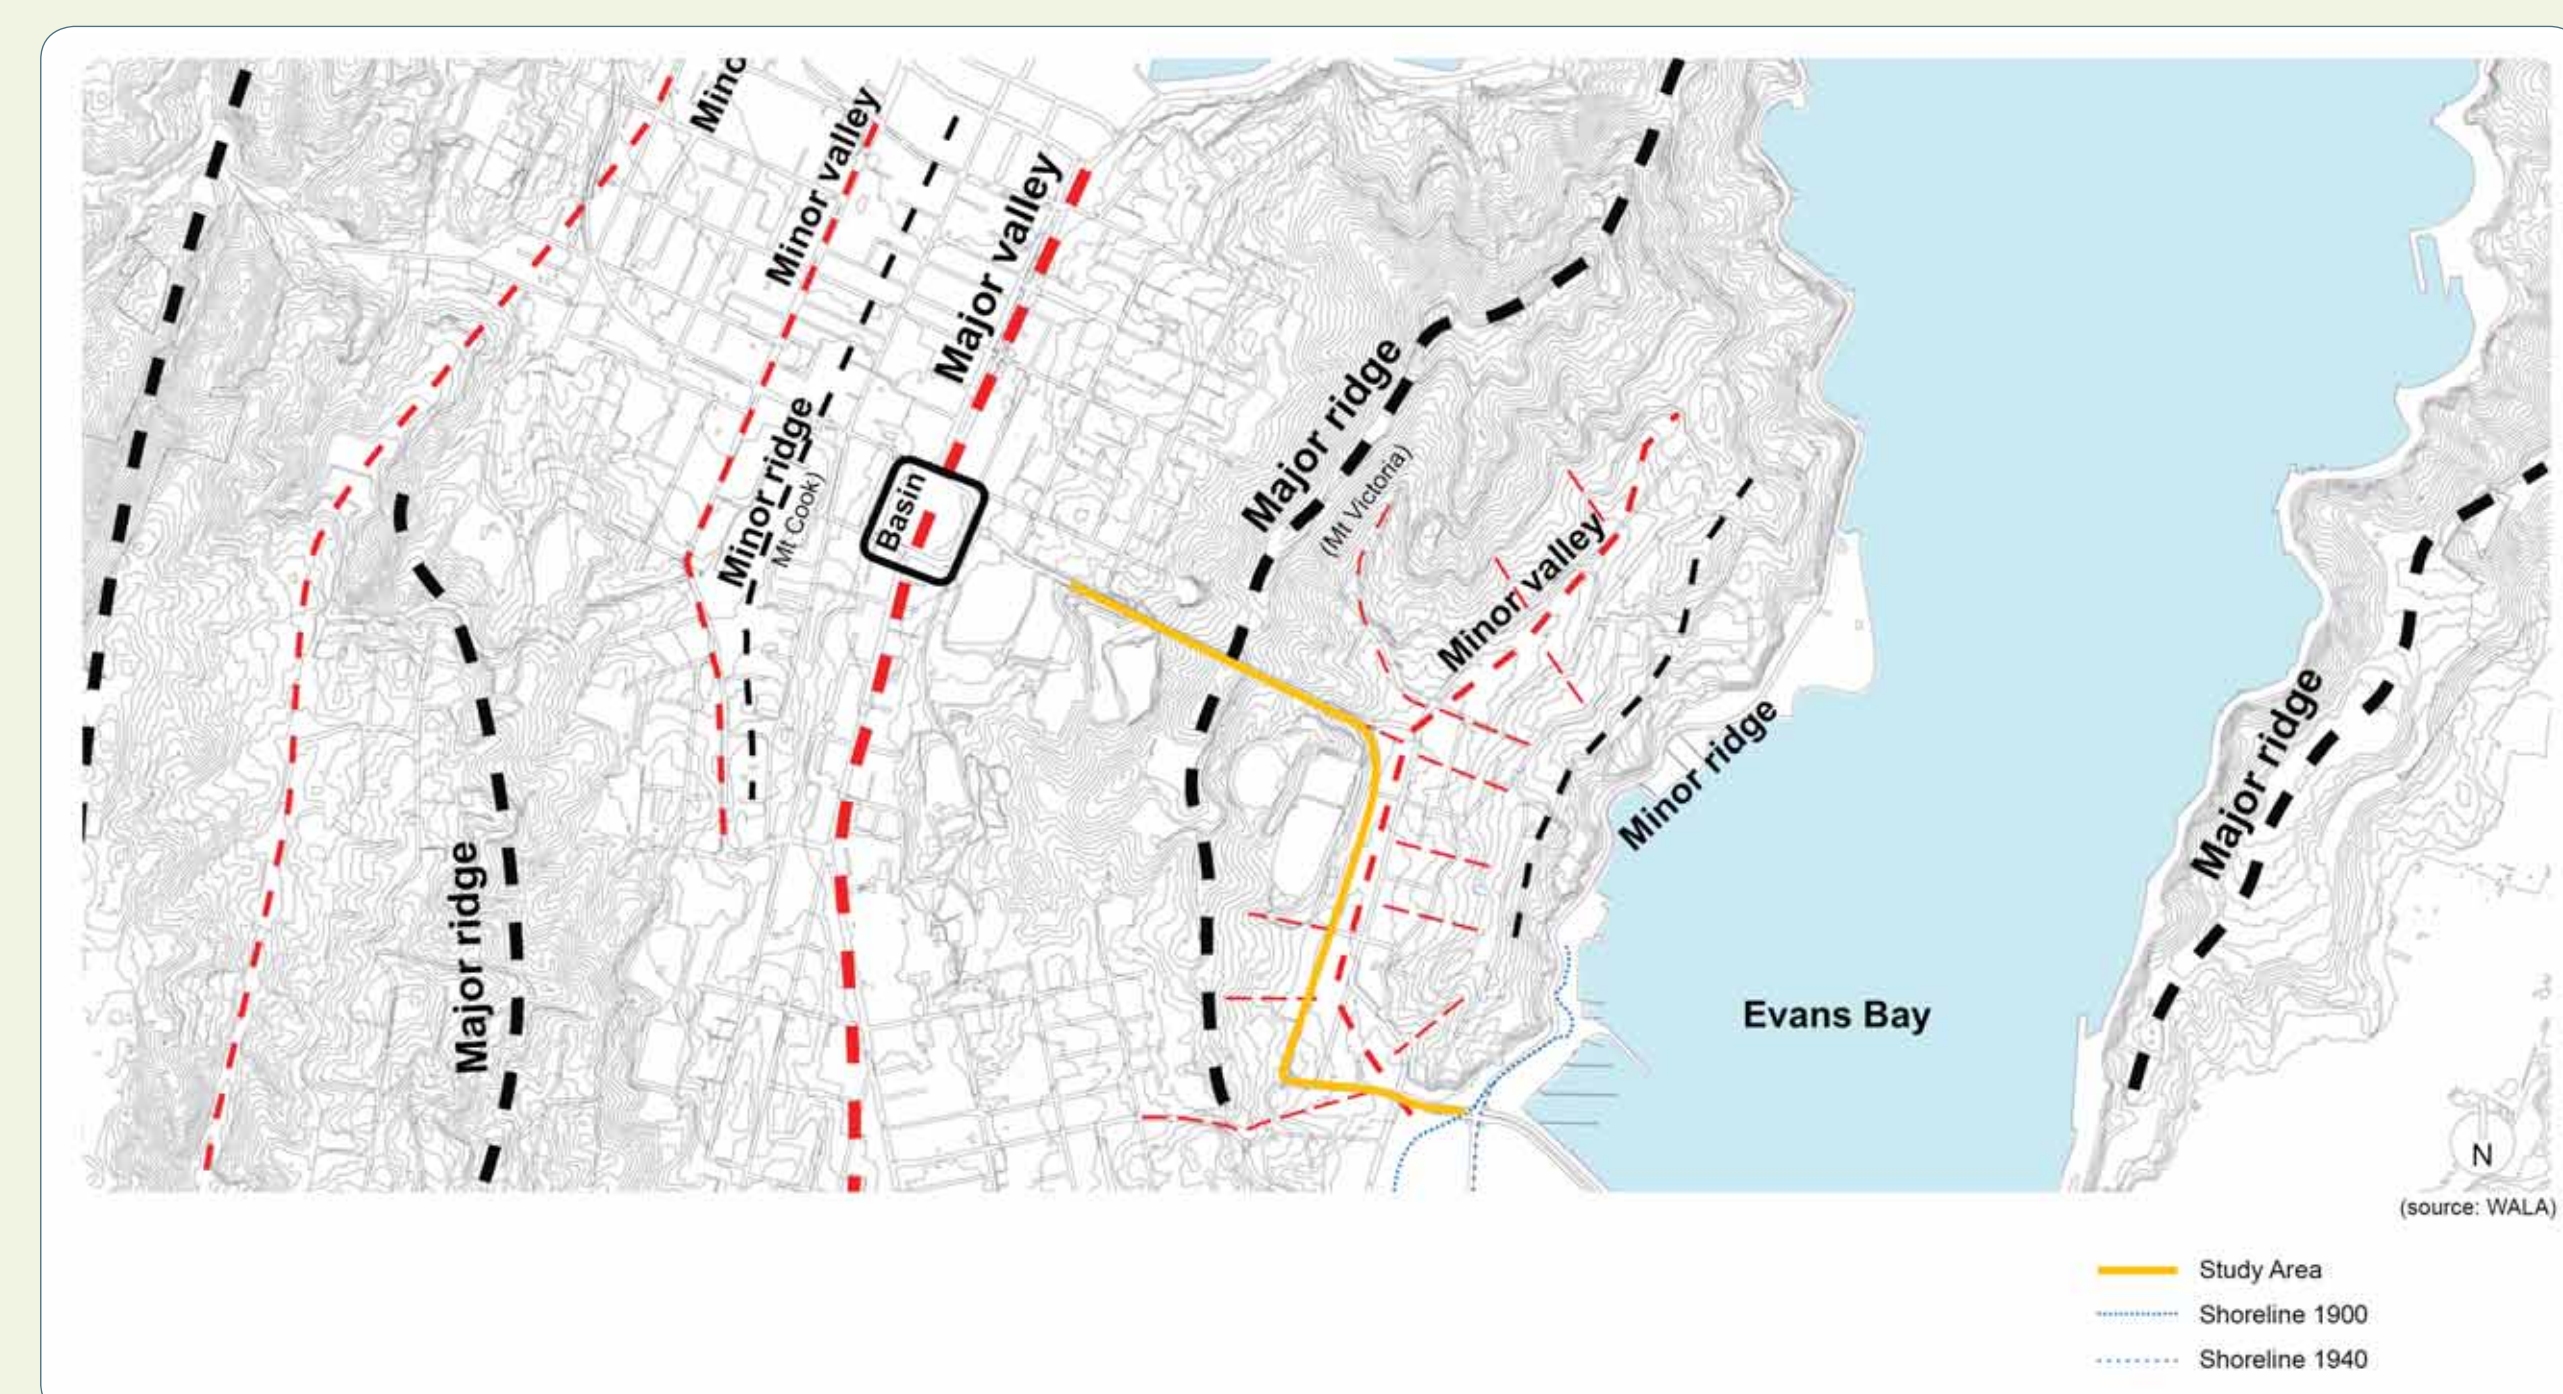 Mino
Minor valley
Major valley
Minor ridge
(Mt Cook)
Basin
Major ridge
(Mt Victoria)
Minor valley
Minor ridge
Major ridge
Major ridge
Evans Bay
N
(source: WALA)
Study Area
Shoreline 1900
Shoreline 1940